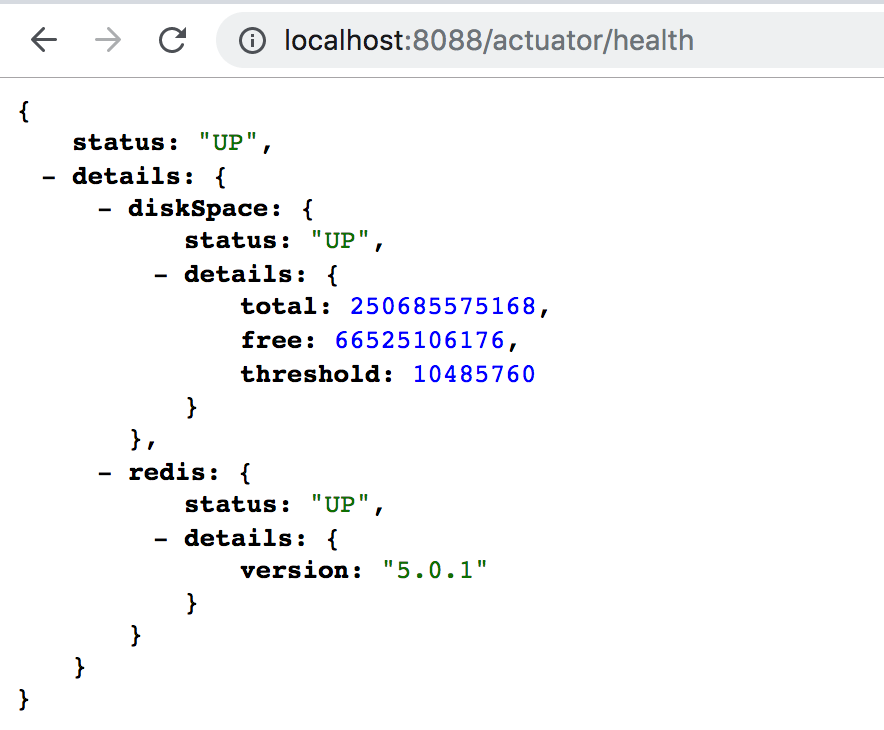 localhost:8088/actuator/health
{
    status: "UP",
  - details: {
      - diskSpace: {
            status: "UP",
          - details: {
                total: 250685575168,
                free: 66525106176,
                threshold: 10485760
            }
        },
      - redis: {
            status: "UP",
          - details: {
                version: "5.0.1"
            }
        }
    }
}